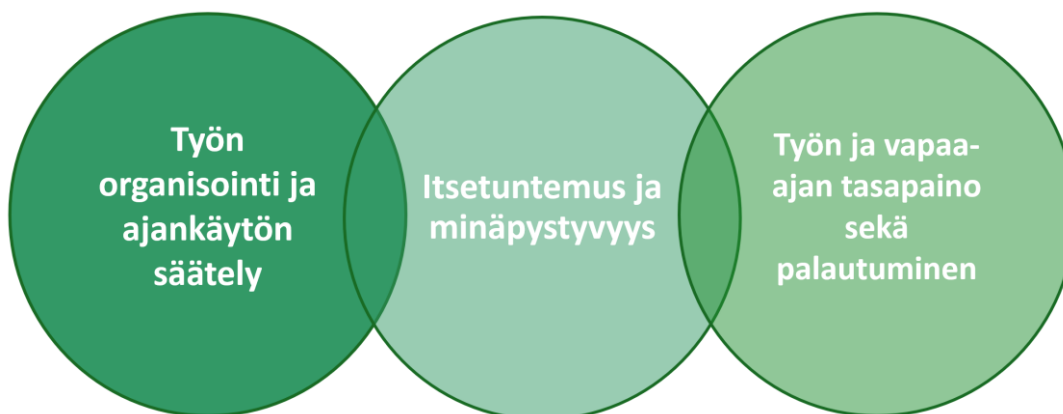 Työn
organisointi ja
ajankäytön
säätely
Itsetuntemus ja
minäpystyvyys
Työn ja vapaa-
ajan tasapaino
sekä
palautuminen